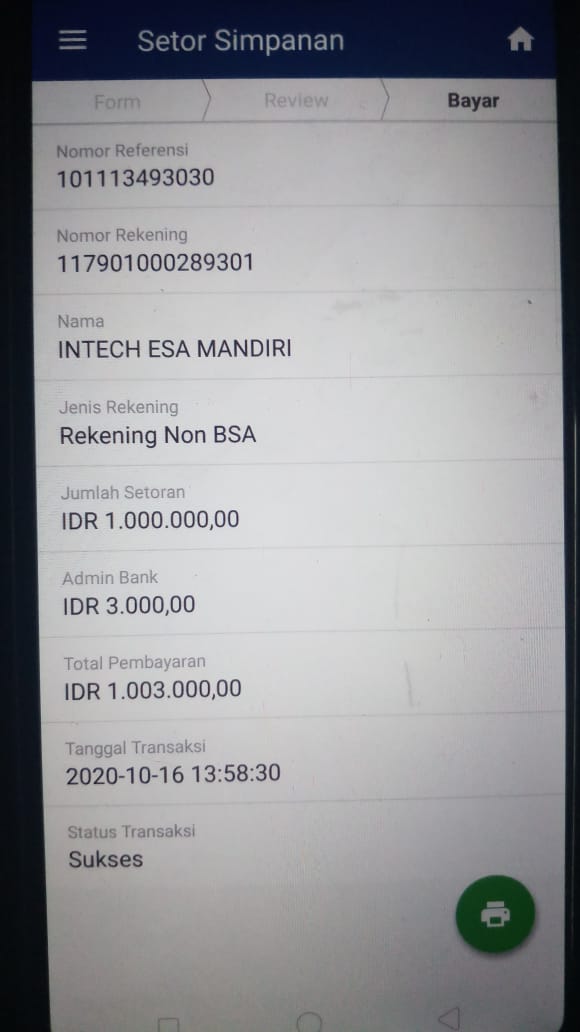 Setor Simpanan
Form
Review
Bayar
Nomor Referensi
101113493030
Nomor Rekening
117901000289301
Nama
INTECH ESA MANDIRI
Jenis Rekening
Rekening Non BSA
Jumlah Setoran
IDR 1.000.000,00
Admin Bank
IDR 3.000,00
Total Pembayaran
IDR 1.003.000,00
Tanggal Transaksi
2020-10-16 13:58:30
Status Transaksi
Sukses